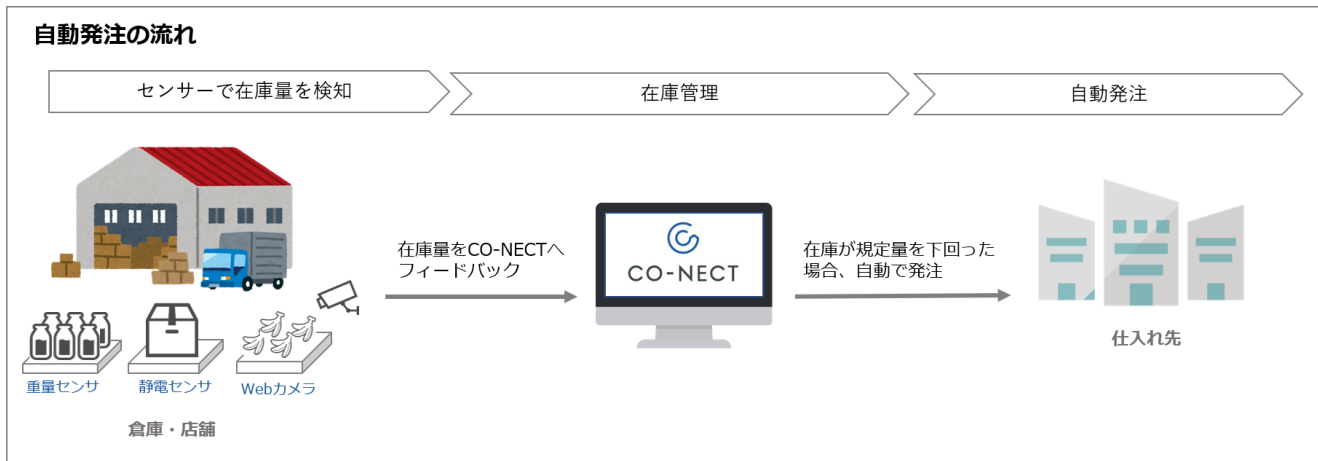 自動発注の流れ
センサーで在庫量を検知
在庫管理
自動発注
在庫量をCO-NECTへ
フィードバック
CO-NECT
在庫が規定量を下回った
場合、自動で発注
仕入れ先
重量センサ
静電センサ
Webカメラ
倉庫・店舗